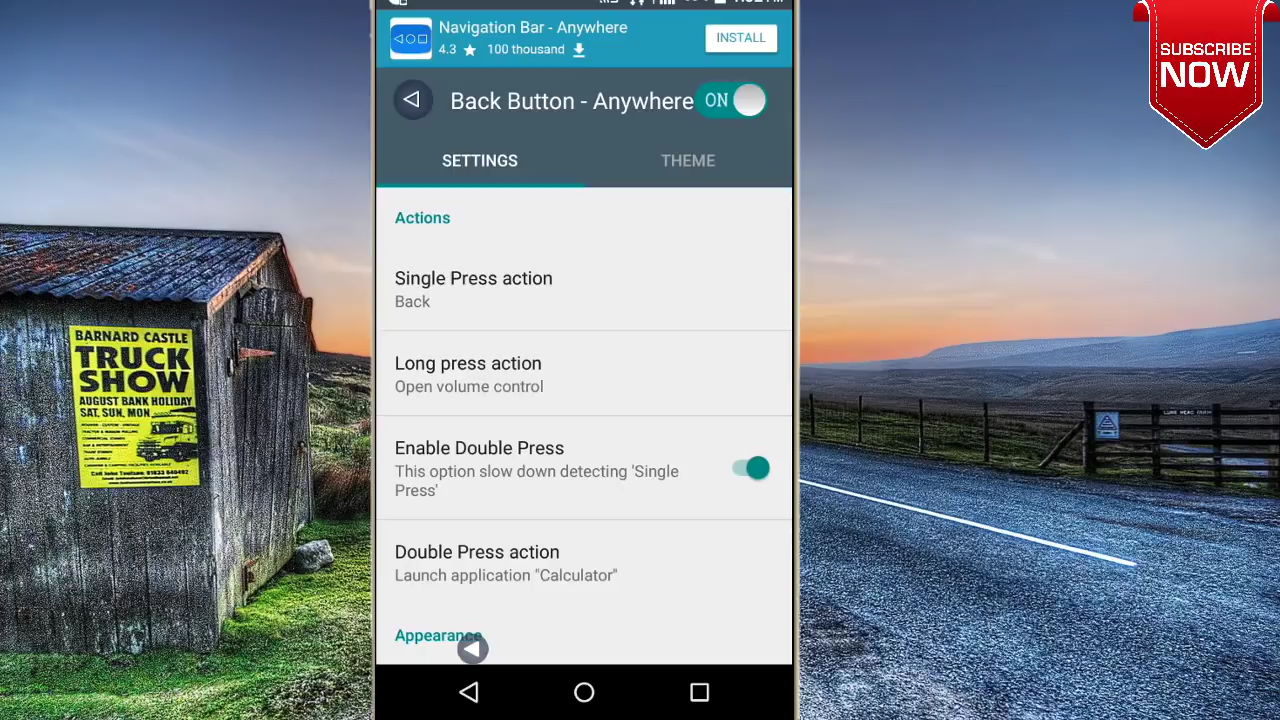 Navigation Bar - Anywhere
4.3 ★ 100 thousand
INSTALL
Back Button - Anywhere
ON
SETTINGS
THEME
Actions
Single Press action
Back
Long press action
Open volume control
Enable Double Press
This option slow down detecting 'Single
Press'
Double Press action
Launch application "Calculator"
Appearance
SUBSCRIBE
NOW
BARNARD CASTLE
TRUCK
SHOW
AUGUST BANK HOLIDAY
SAT, SUN, MON